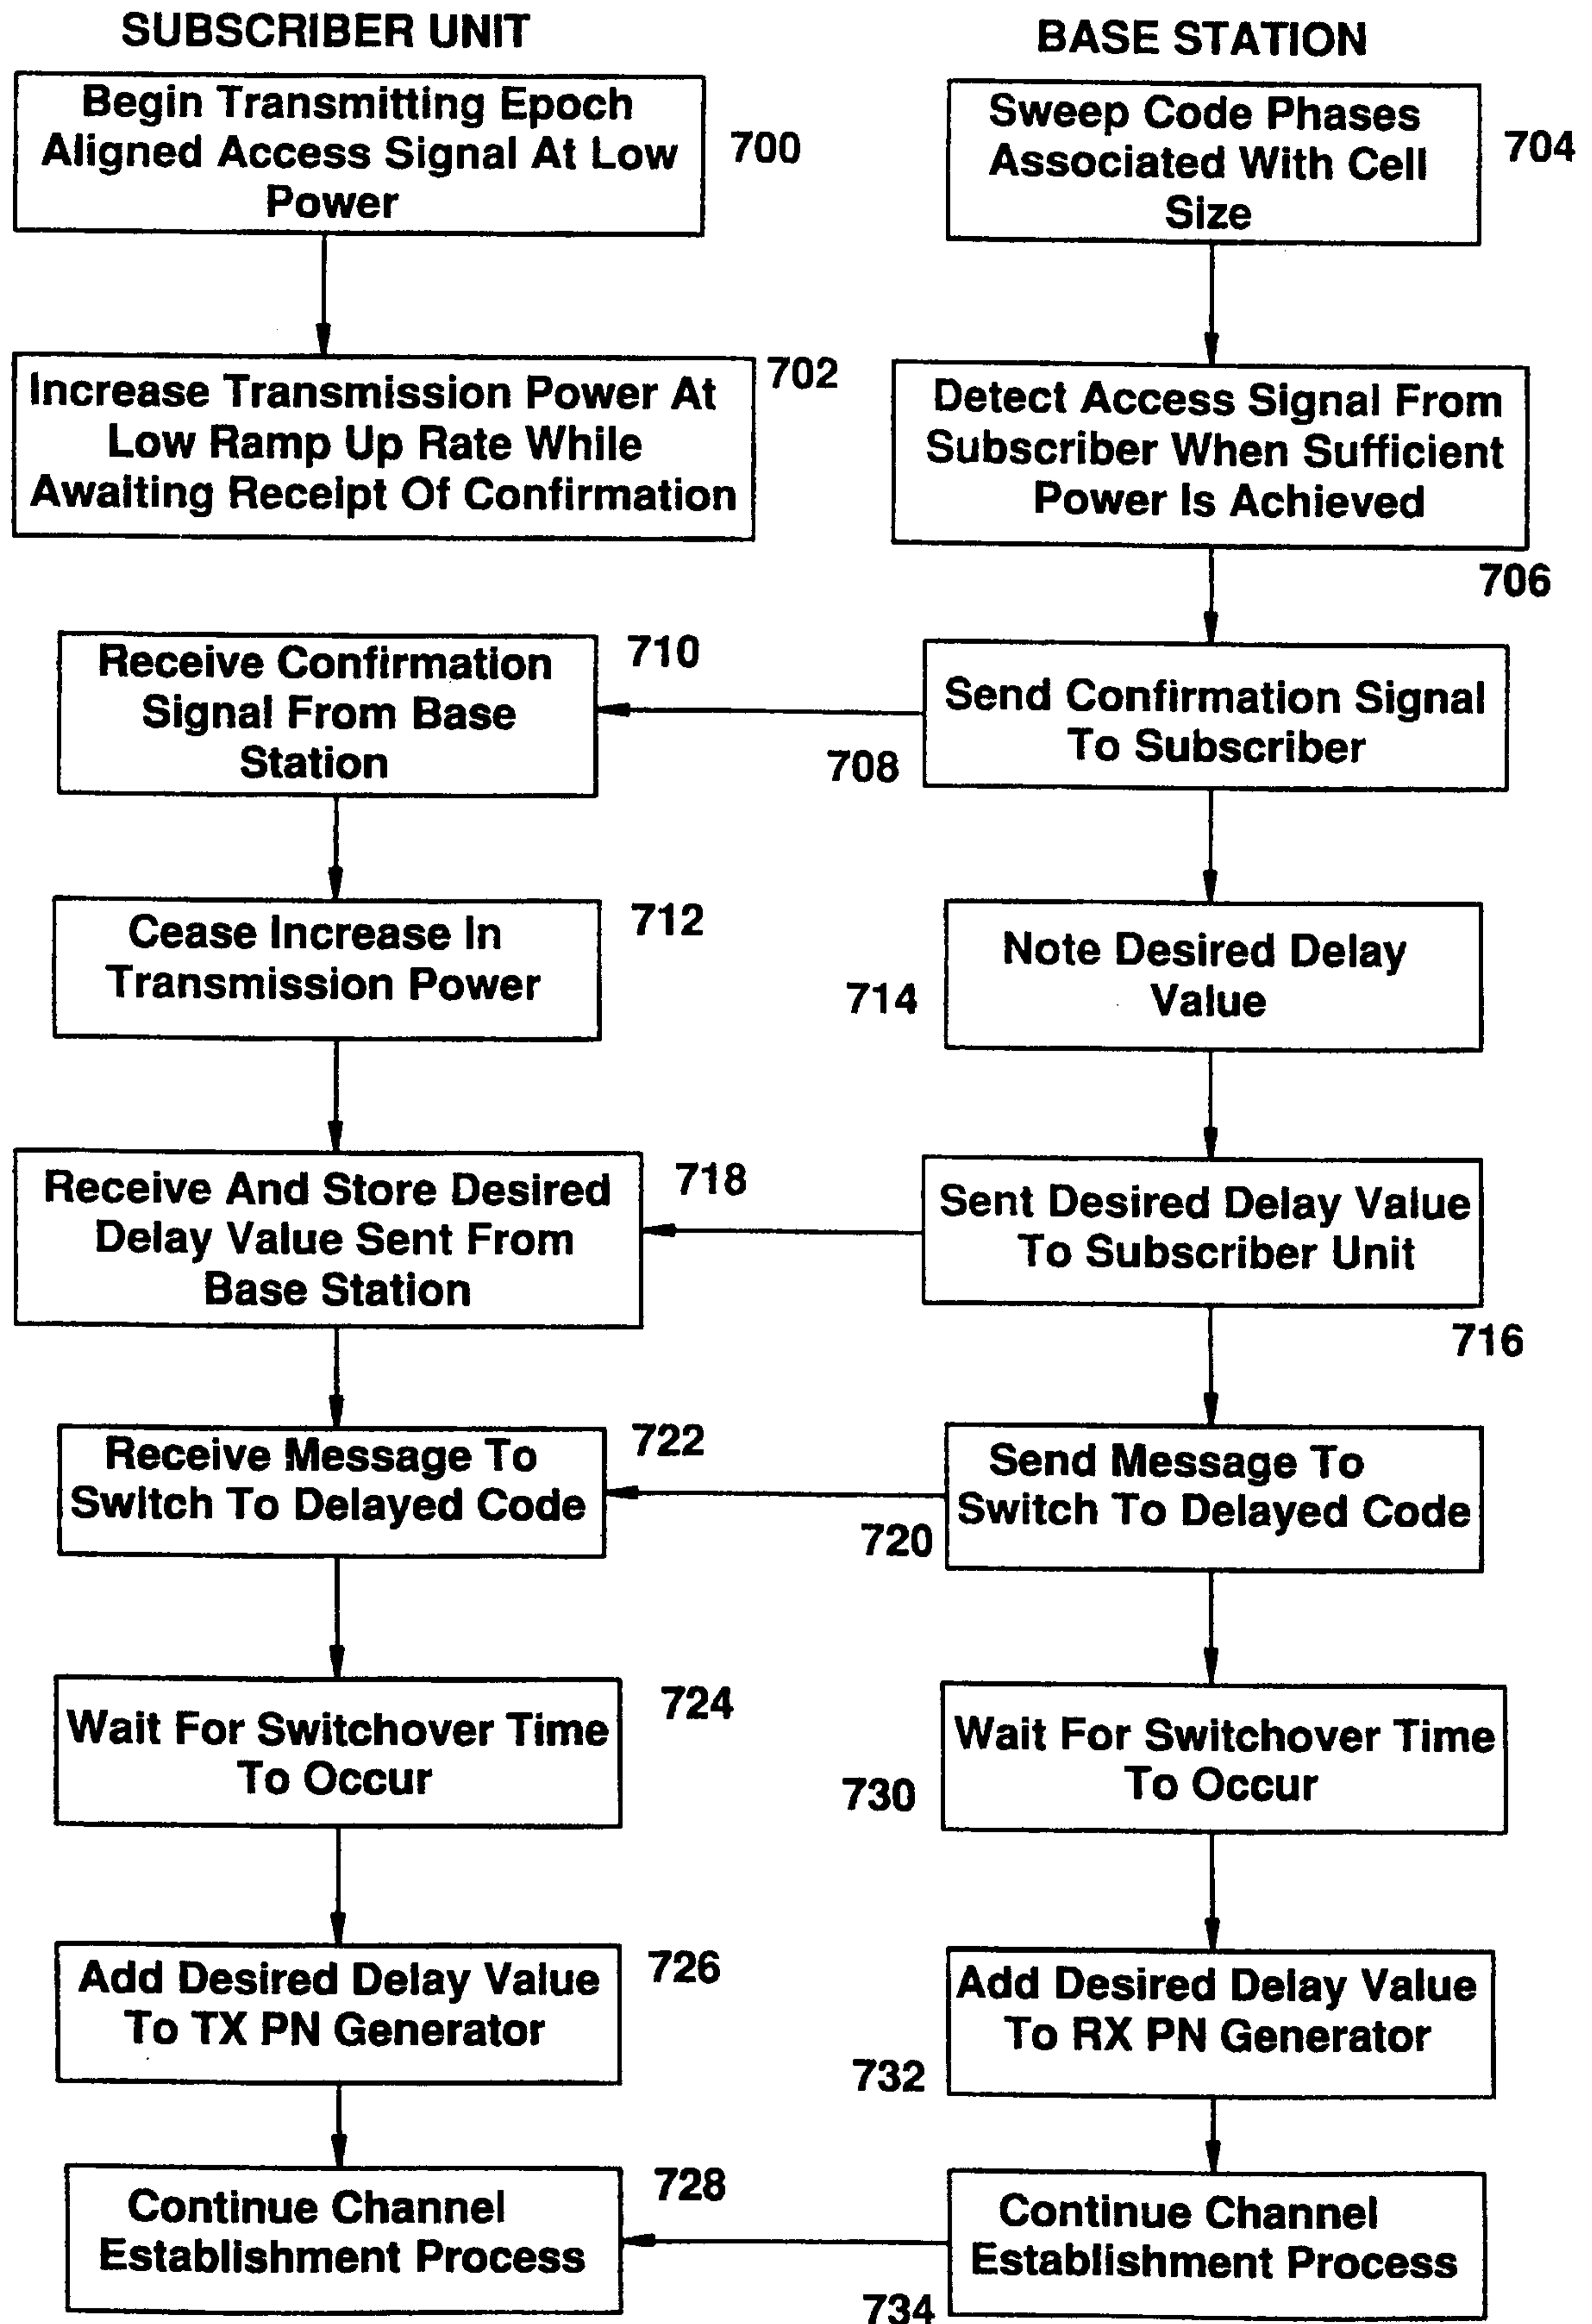 SUBSCRIBER UNIT
BASE STATION
Begin Transmitting Epoch
Aligned Access Signal At Low
Power
700
Sweep Code Phases
Associated With Cell
Size
704
Increase Transmission Power At
Low Ramp Up Rate While
Awaiting Receipt Of Confirmation
702
Detect Access Signal From
Subscriber When Sufficient
Power Is Achieved
706
Receive Confirmation
Signal From Base
Station
710
Send Confirmation Signal
To Subscriber
708
Cease Increase In
Transmission Power
712
Note Desired Delay
Value
714
Receive And Store Desired
Delay Value Sent From
Base Station
718
Sent Desired Delay Value
To Subscriber Unit
716
Receive Message To
Switch To Delayed Code
722
Send Message To
Switch To Delayed Code
720
Wait For Switchover Time
To Occur
724
Wait For Switchover Time
To Occur
730
Add Desired Delay Value
To TX PN Generator
726
Add Desired Delay Value
To RX PN Generator
732
Continue Channel
Establishment Process
728
Continue Channel
Establishment Process
734